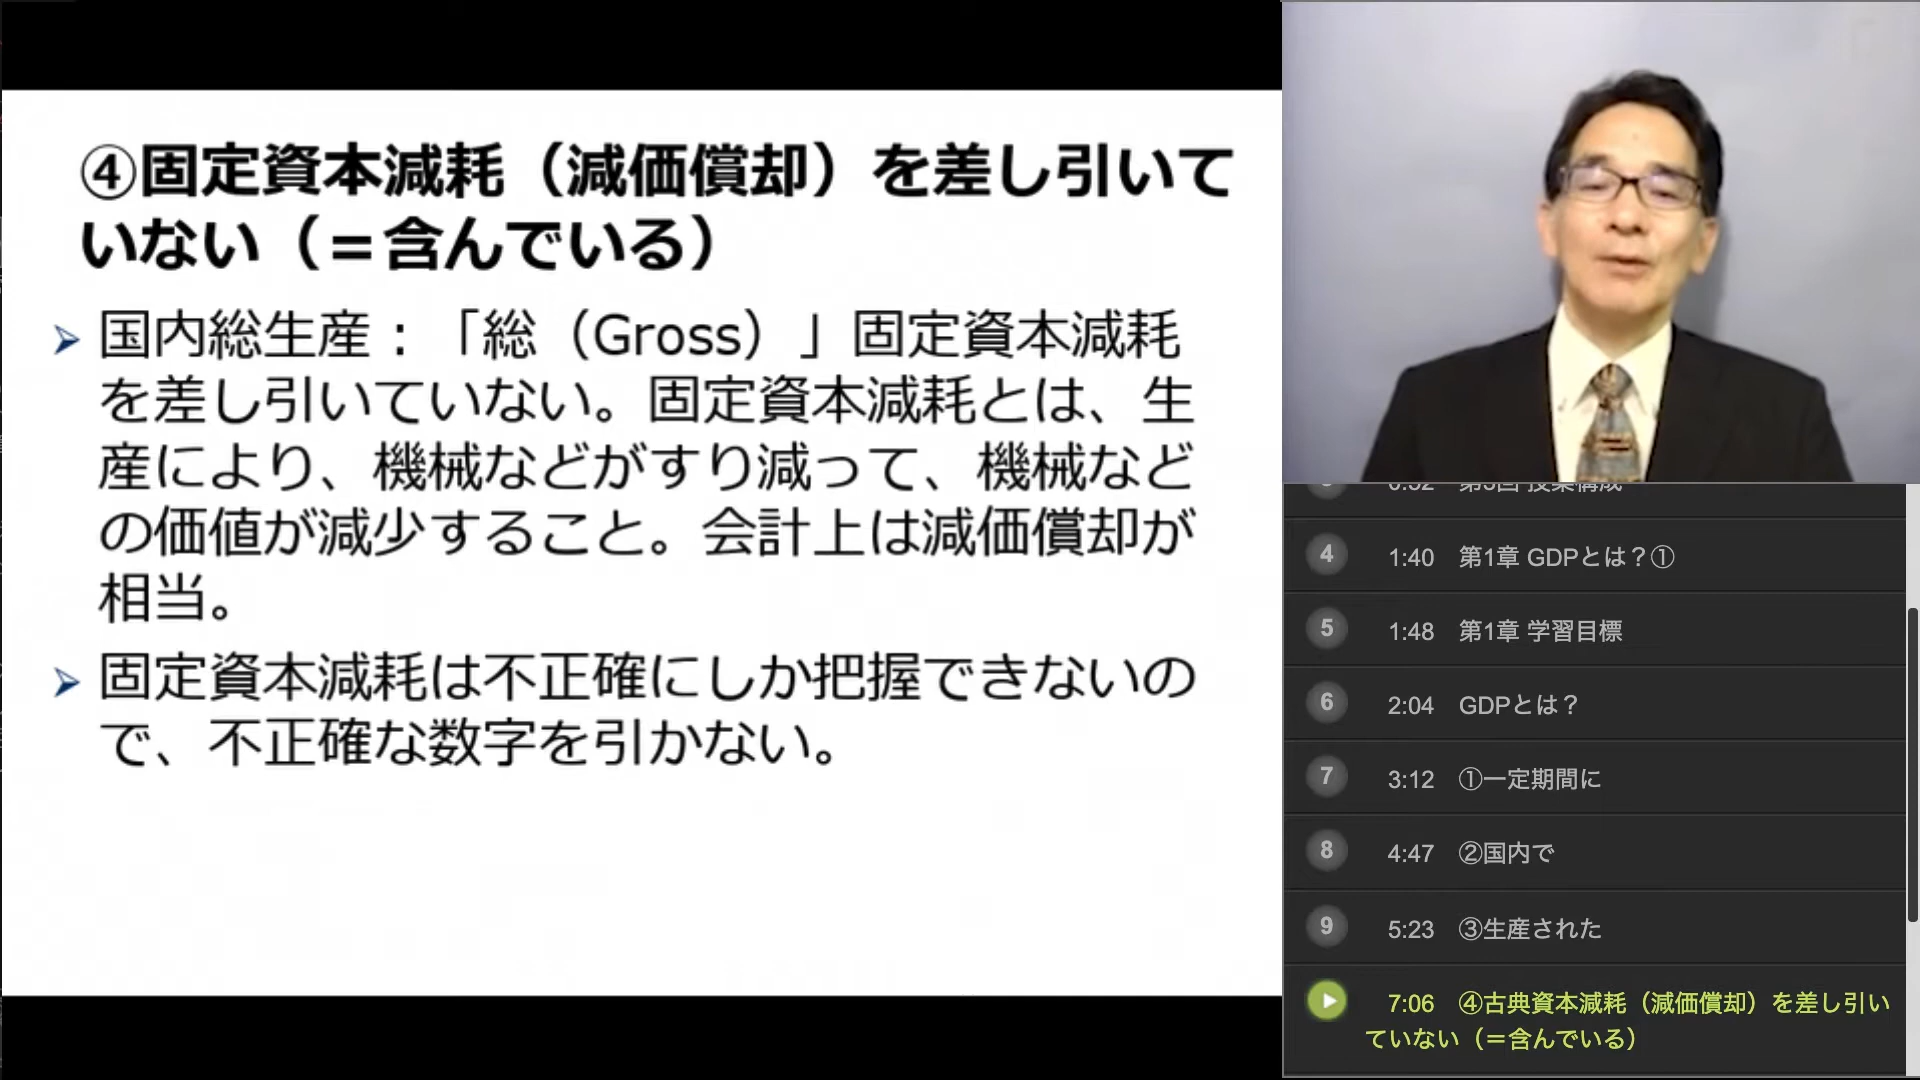 ④固定資本減耗（減価償却）を差し引いて
いない（＝含んでいる）
国内総生産：「総（Gross）」固定資本減耗
を差し引いていない。固定資本減耗とは、生
産により、機械などがすり減って、機械など
の価値が減少すること。会計上は減価償却が
相当。
固定資本減耗は不正確にしか把握できないの
で、不正確な数字を引かない。
0:52 第3回 授業構成
4 1:40 第1章 GDPとは？①
5 1:48 第1章 学習目標
6 2:04 GDPとは？
7 3:12 ①一定期間に
8 4:47 ②国内で
9 5:23 ③生産された
7:06 ④古典資本減耗（減価償却）を差し引い
ていない（＝含んでいる）